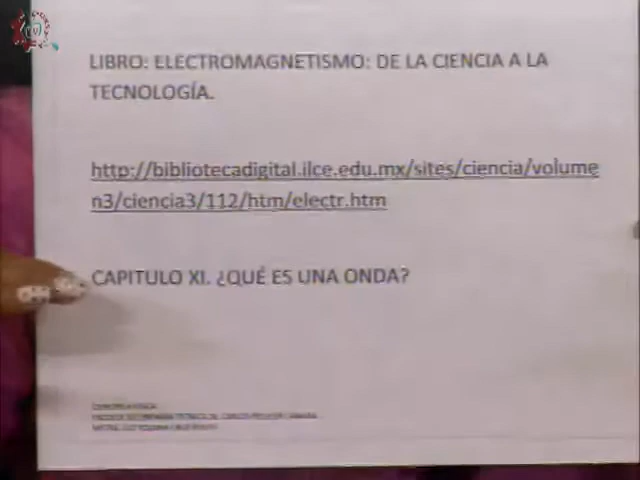 LIBRO: ELECTROMAGNETISMO: DE LA CIENCIA A LA
TECNOLOGÍA.
http://bibliotecadigital.ilce.edu.mx/sites/ciencia/volume
n3/ciencia3/112/htm/electr.htm
CAPITULO XI. ¿QUÉ ES UNA ONDA?